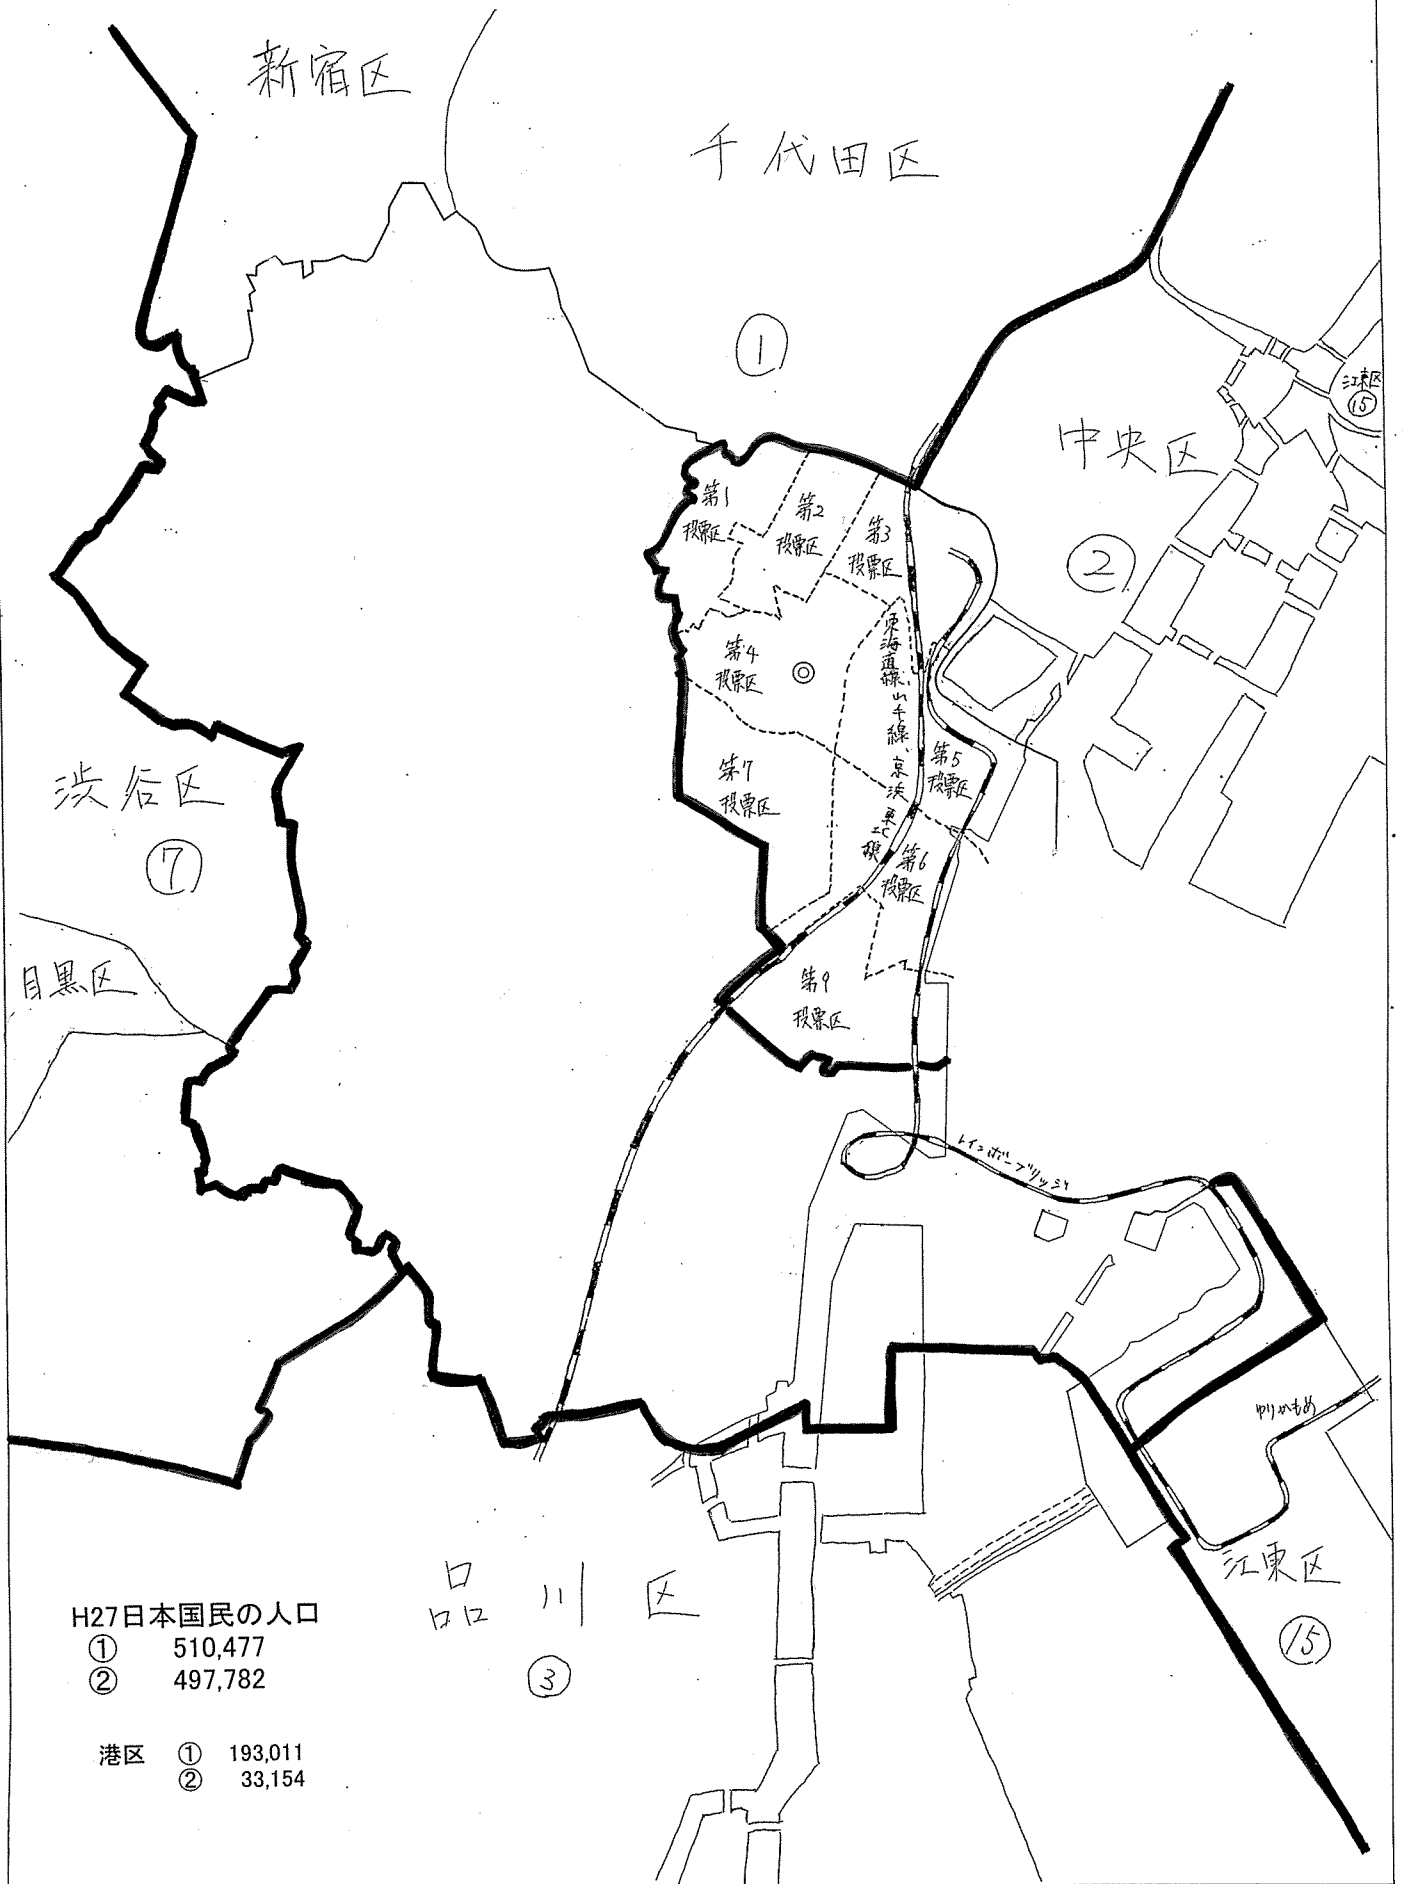 新宿区
千代田区
①
江東区
⑮
中央区
②
第1
投票区
第2
投票区
第3
投票区
第4
投票区
東海道線、山手線、京浜東北線
第5
投票区
第7
投票区
第6
投票区
第9
投票区
渋谷区
⑦
目黒区
レインボーブリッジ
ゆりかもめ
江東区
⑮
品川区
③
H27日本国民の人口
① 510,477
② 497,782
港区 ① 193,011
② 33,154